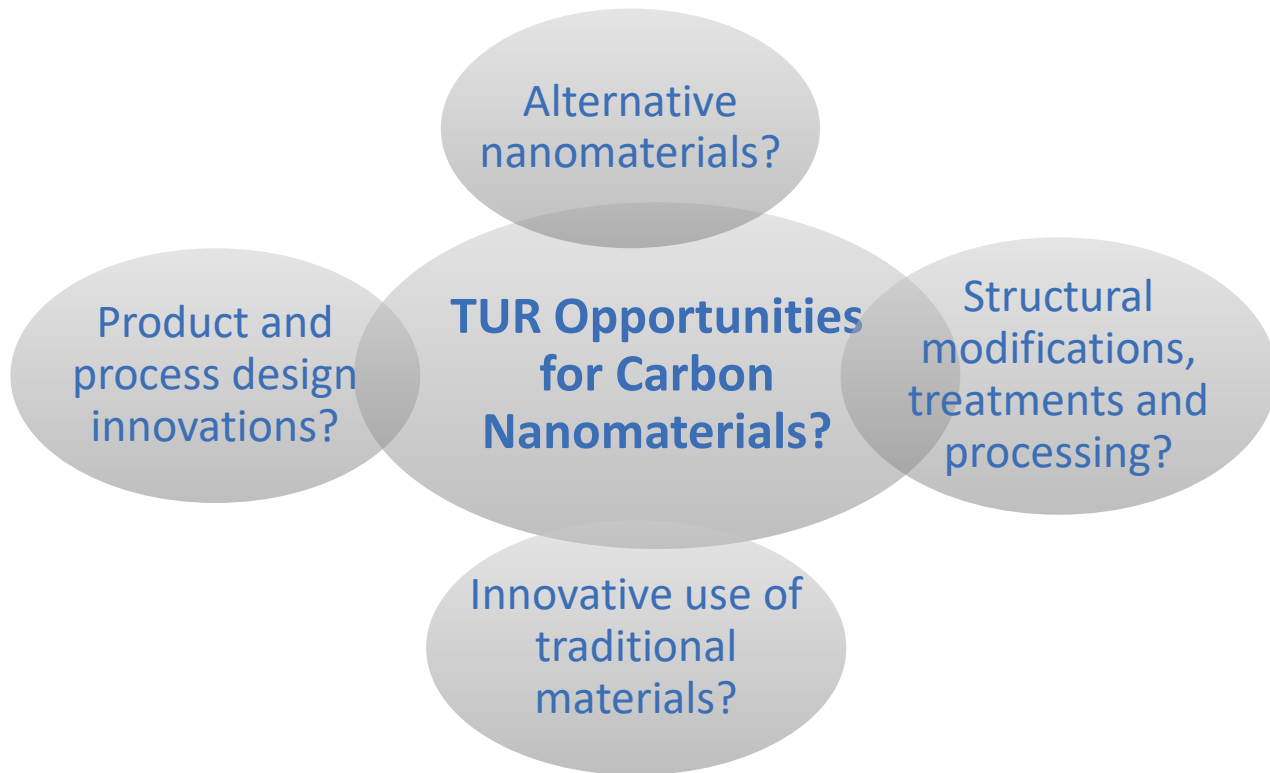 Alternative
nanomaterials?
Product and
process design
innovations?
TUR Opportunities
for Carbon
Nanomaterials?
Structural
modifications,
treatments and
processing?
Innovative use of
traditional
materials?